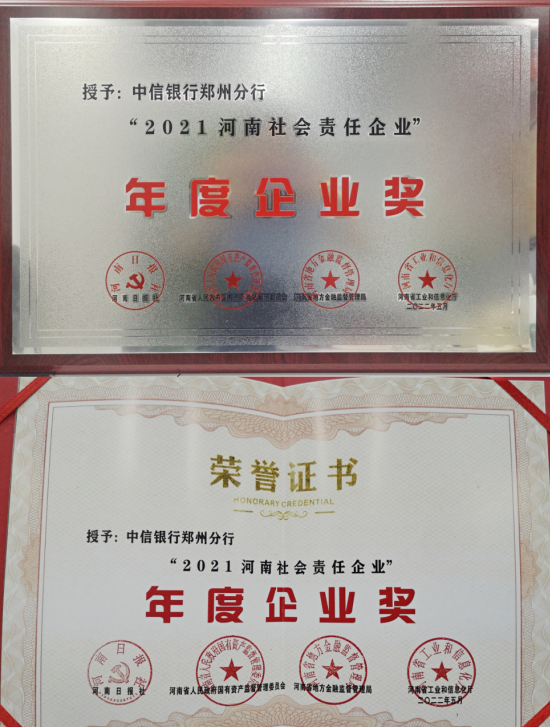 授予：中信银行郑州分行
“2021河南社会责任企业”
年度企业奖
河南日报社 河南省人民政府国有资产监督管理委员会 河南省地方金融监督管理局 河南省工业和信息化厅
二〇二二年五月
荣誉证书
HONORARY CREDENTIAL
授予：中信银行郑州分行
“2021河南社会责任企业”
年度企业奖
河南日报社 河南省人民政府国有资产监督管理委员会 河南省地方金融监督管理局 河南省工业和信息化厅
二〇二二年五月